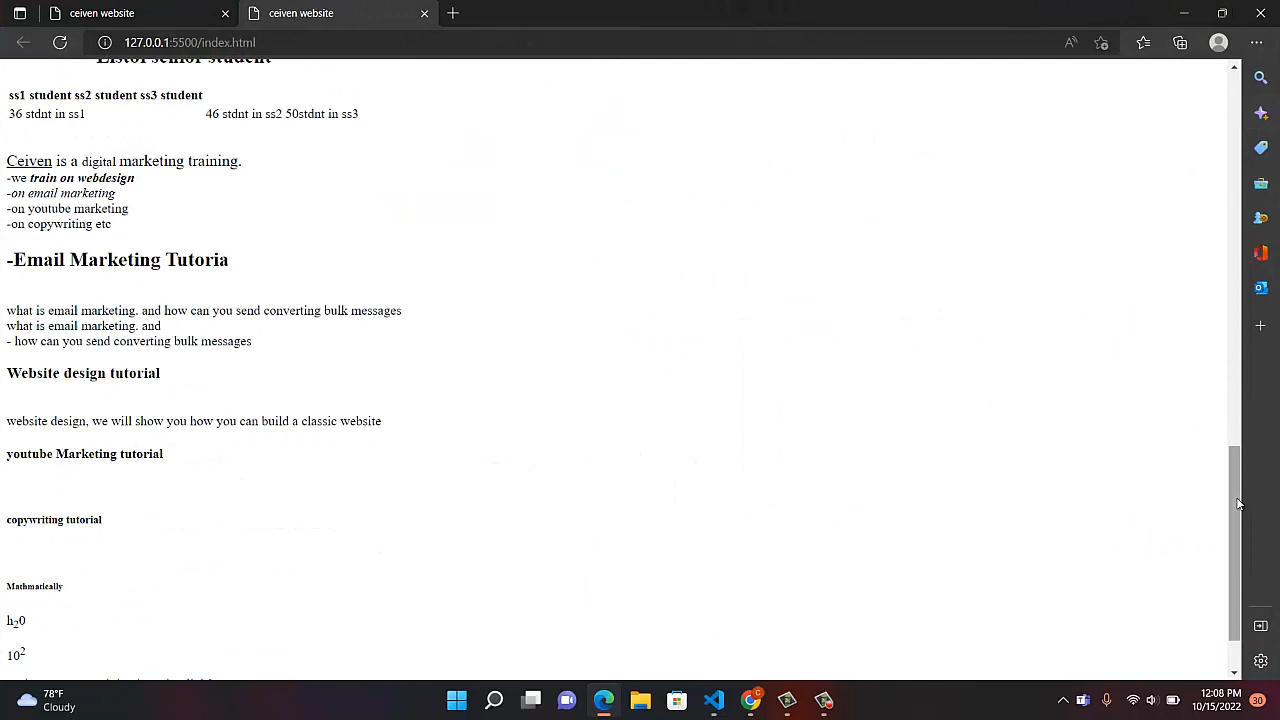 ceiven website
ceiven website
127.0.0.1:5500/index.html
senior student
ss1 student ss2 student ss3 student
36 stdnt in ss1 46 stdnt in ss2 50stdnt in ss3
Ceiven is a digital marketing training.
-we train on webdesign
-on email marketing
-on youtube marketing
-on copywriting etc
-Email Marketing Tutoria
what is email marketing. and how can you send converting bulk messages
what is email marketing. and
- how can you send converting bulk messages
Website design tutorial
website design, we will show you how you can build a classic website
youtube Marketing tutorial
copywriting tutorial
Mathmatically
h20
102
78°F
Cloudy
12:08 PM
10/15/2022
30